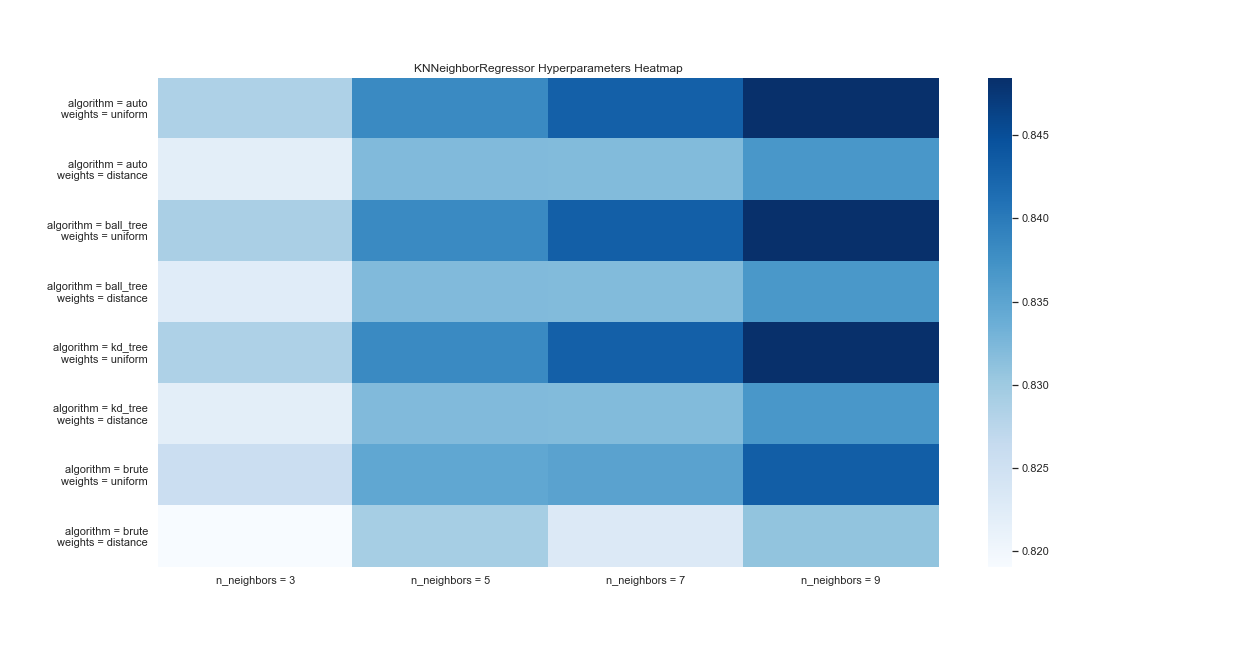 KNNeighborRegressor Hyperparameters Heatmap
algorithm = auto
weights = uniform
algorithm = auto
weights = distance
algorithm = ball_tree
weights = uniform
algorithm = ball_tree
weights = distance
algorithm = kd_tree
weights = uniform
algorithm = kd_tree
weights = distance
algorithm = brute
weights = uniform
algorithm = brute
weights = distance
n_neighbors = 3
n_neighbors = 5
n_neighbors = 7
n_neighbors = 9
0.845
0.840
0.835
0.830
0.825
0.820